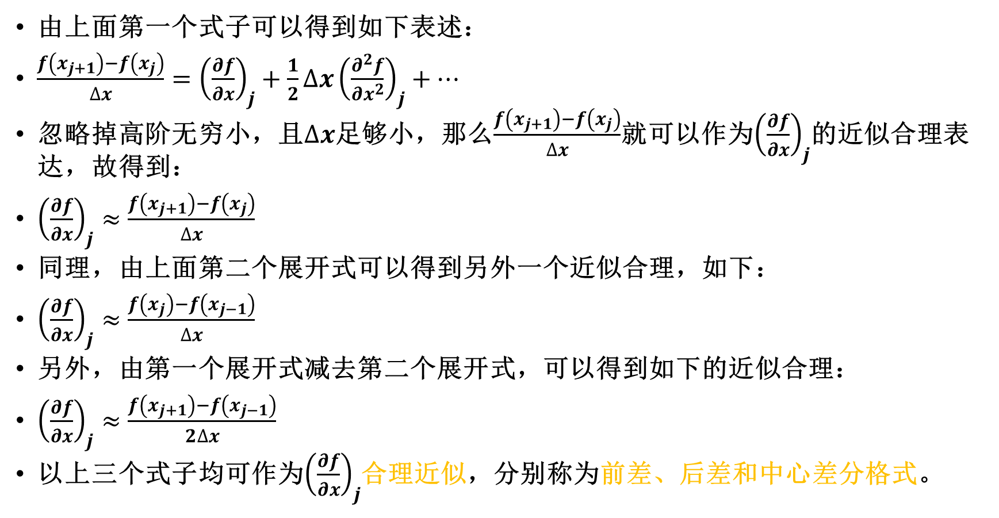 • 由上面第一个式子可以得到如下表述：
• $\frac{f(x_{j+1})-f(x_j)}{\Delta x}=\left(\frac{\partial f}{\partial x}\right)_j+\frac{1}{2}\Delta x\left(\frac{\partial^2 f}{\partial x^2}\right)_j+\cdots$
• 忽略掉高阶无穷小，且$\Delta x$足够小，那么$\frac{f(x_{j+1})-f(x_j)}{\Delta x}$就可以作为$\left(\frac{\partial f}{\partial x}\right)_j$的近似合理表
达，故得到：
• $\left(\frac{\partial f}{\partial x}\right)_j\approx\frac{f(x_{j+1})-f(x_j)}{\Delta x}$
• 同理，由上面第二个展开式可以得到另外一个近似合理，如下：
• $\left(\frac{\partial f}{\partial x}\right)_j\approx\frac{f(x_j)-f(x_{j-1})}{\Delta x}$
• 另外，由第一个展开式减去第二个展开式，可以得到如下的近似合理：
• $\left(\frac{\partial f}{\partial x}\right)_j\approx\frac{f(x_{j+1})-f(x_{j-1})}{2\Delta x}$
• 以上三个式子均可作为$\left(\frac{\partial f}{\partial x}\right)_j$合理近似，分别称为前差、后差和中心差分格式。